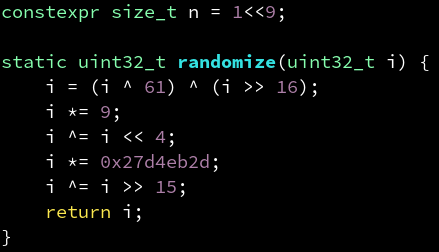 constexpr size_t n = 1<<9;

static uint32_t randomize(uint32_t i) {
    i = (i ^ 61) ^ (i >> 16);
    i *= 9;
    i ^= i << 4;
    i *= 0x27d4eb2d;
    i ^= i >> 15;
    return i;
}